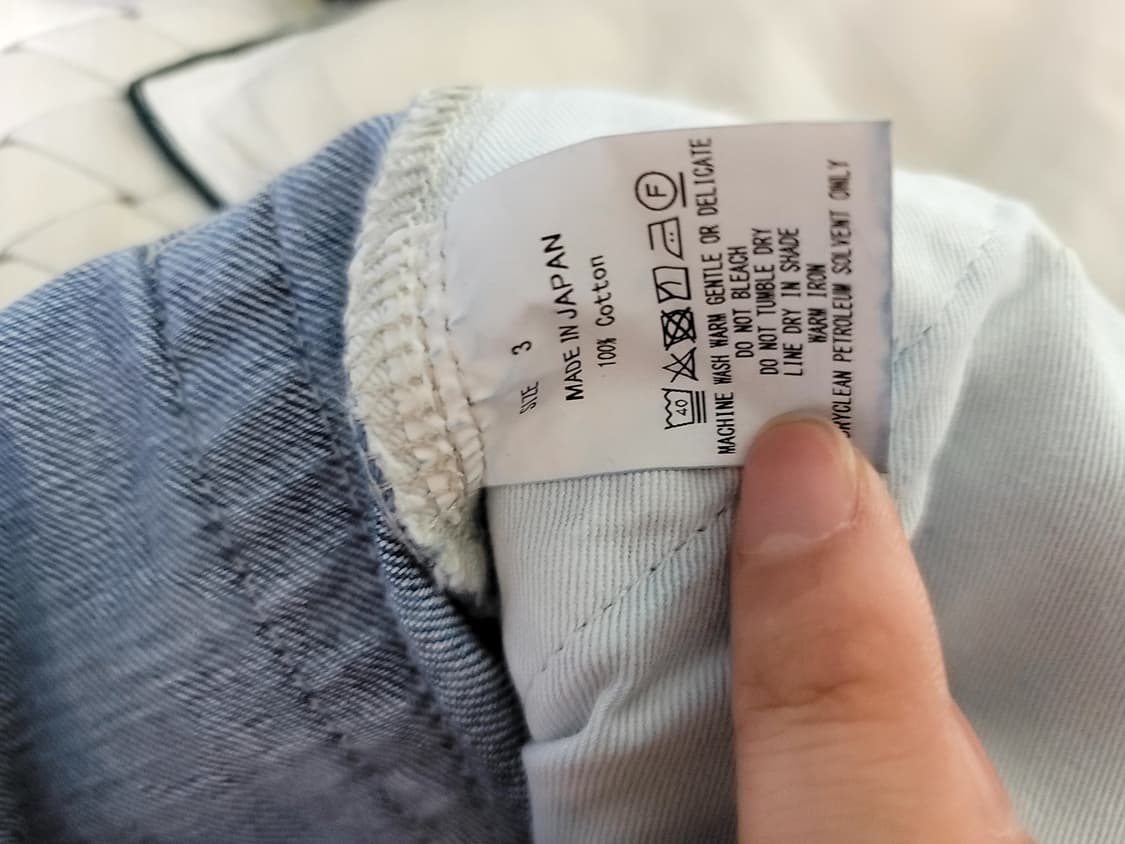 SIZE 3
MADE IN JAPAN
100% Cotton
40 F
MACHINE WASH WARM GENTLE OR DELICATE
DO NOT BLEACH
DO NOT TUMBLE DRY
LINE DRY IN SHADE
WARM IRON
DRYCLEAN PETROLEUM SOLVENT ONLY